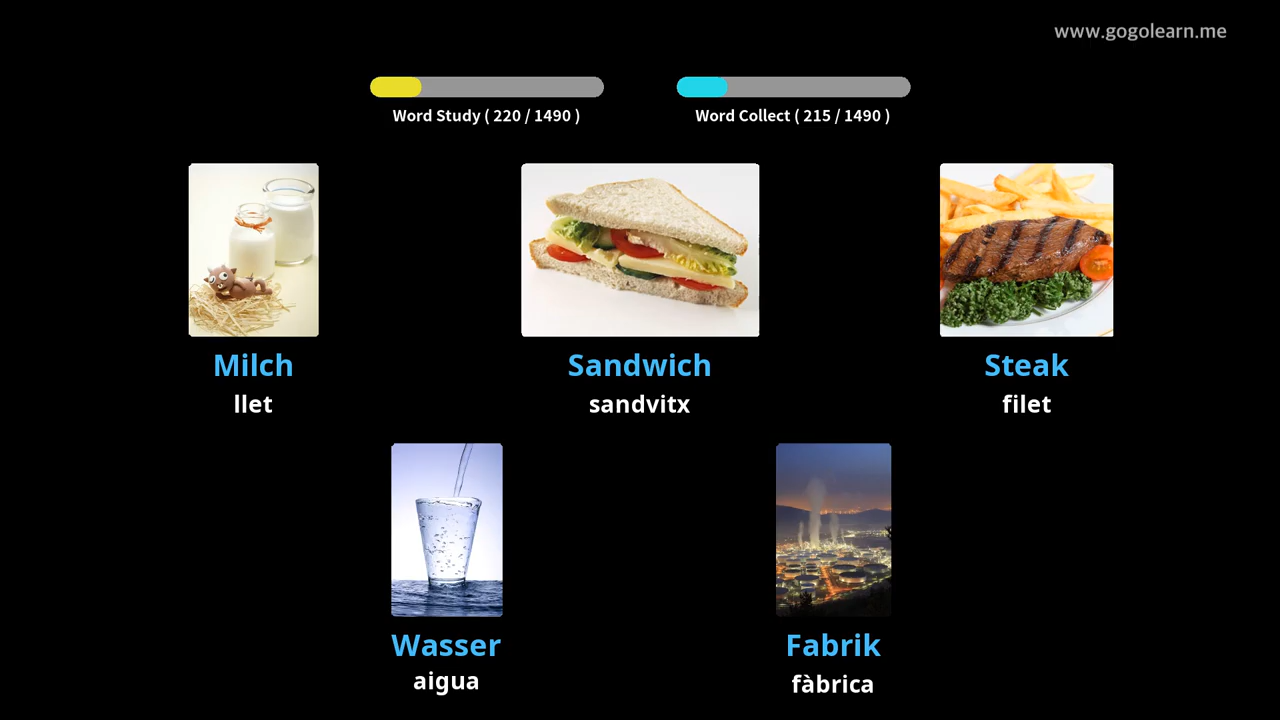 www.gogolearn.me
Word Study ( 220 / 1490 )
Word Collect ( 215 / 1490 )
Milch
llet
Sandwich
sandvitx
Steak
filet
Wasser
aigua
Fabrik
fàbrica